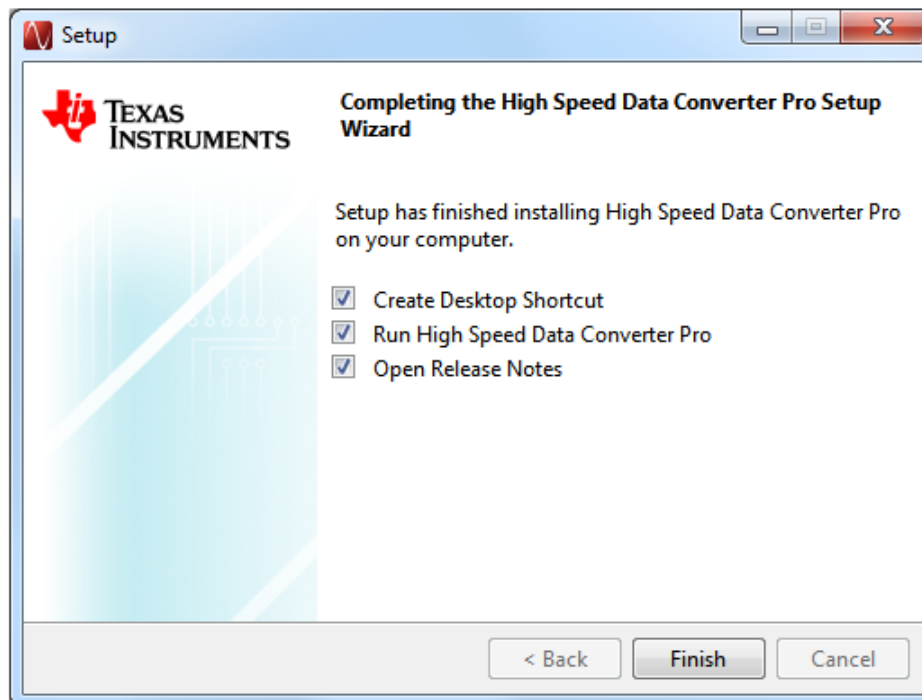 Setup
TEXAS
INSTRUMENTS
Completing the High Speed Data Converter Pro Setup
Wizard
Setup has finished installing High Speed Data Converter Pro
on your computer.
Create Desktop Shortcut
Run High Speed Data Converter Pro
Open Release Notes
< Back
Finish
Cancel